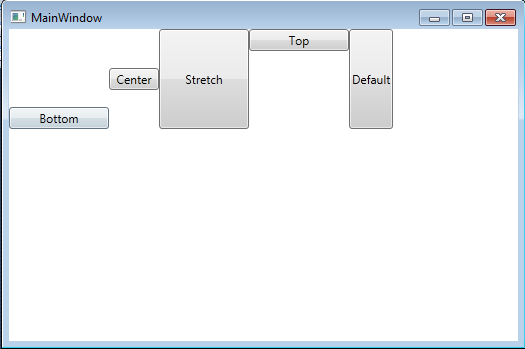 MainWindow
Top
Center
Stretch
Default
Bottom